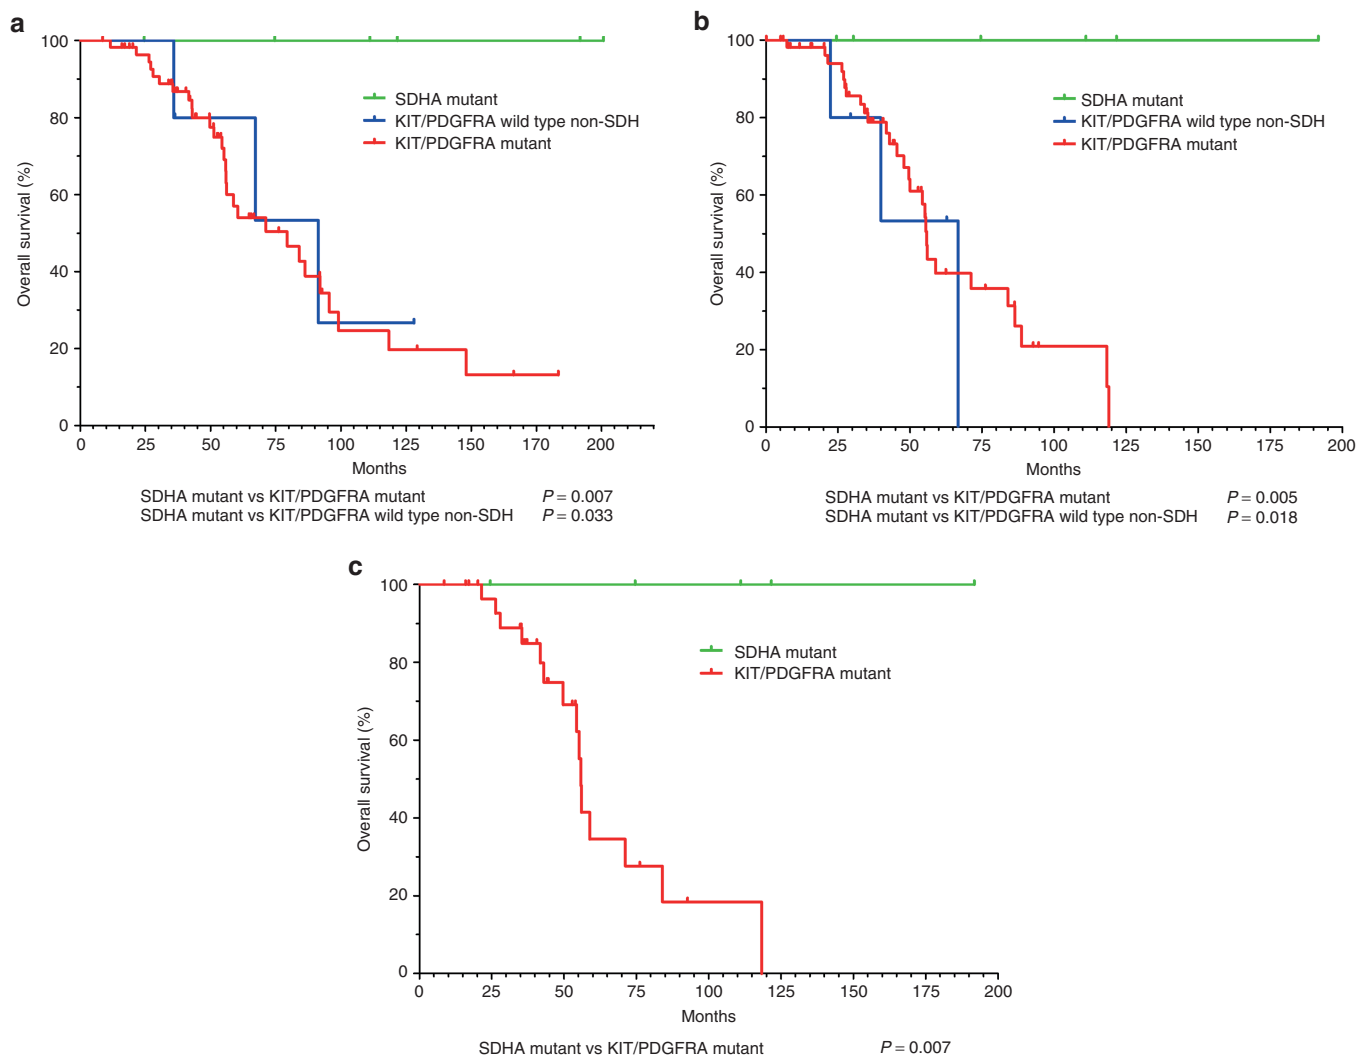 a
100
80
60
40
20
0
Overall survival (%)
SDHA mutant
KIT/PDGFRA wild type non-SDH
KIT/PDGFRA mutant
0 25 50 75 100 125 170 200
Months
SDHA mutant vs KIT/PDGFRA mutant P = 0.007
SDHA mutant vs KIT/PDGFRA wild type non-SDH P = 0.033
b
100
80
60
40
20
0
Overall survival (%)
SDHA mutant
KIT/PDGFRA wild type non-SDH
KIT/PDGFRA mutant
0 25 50 75 100 125 150 175 200
Months
SDHA mutant vs KIT/PDGFRA mutant P = 0.005
SDHA mutant vs KIT/PDGFRA wild type non-SDH P = 0.018
c
100
80
60
40
20
0
Overall survival (%)
SDHA mutant
KIT/PDGFRA mutant
0 25 50 75 100 125 150 175 200
Months
SDHA mutant vs KIT/PDGFRA mutant P = 0.007